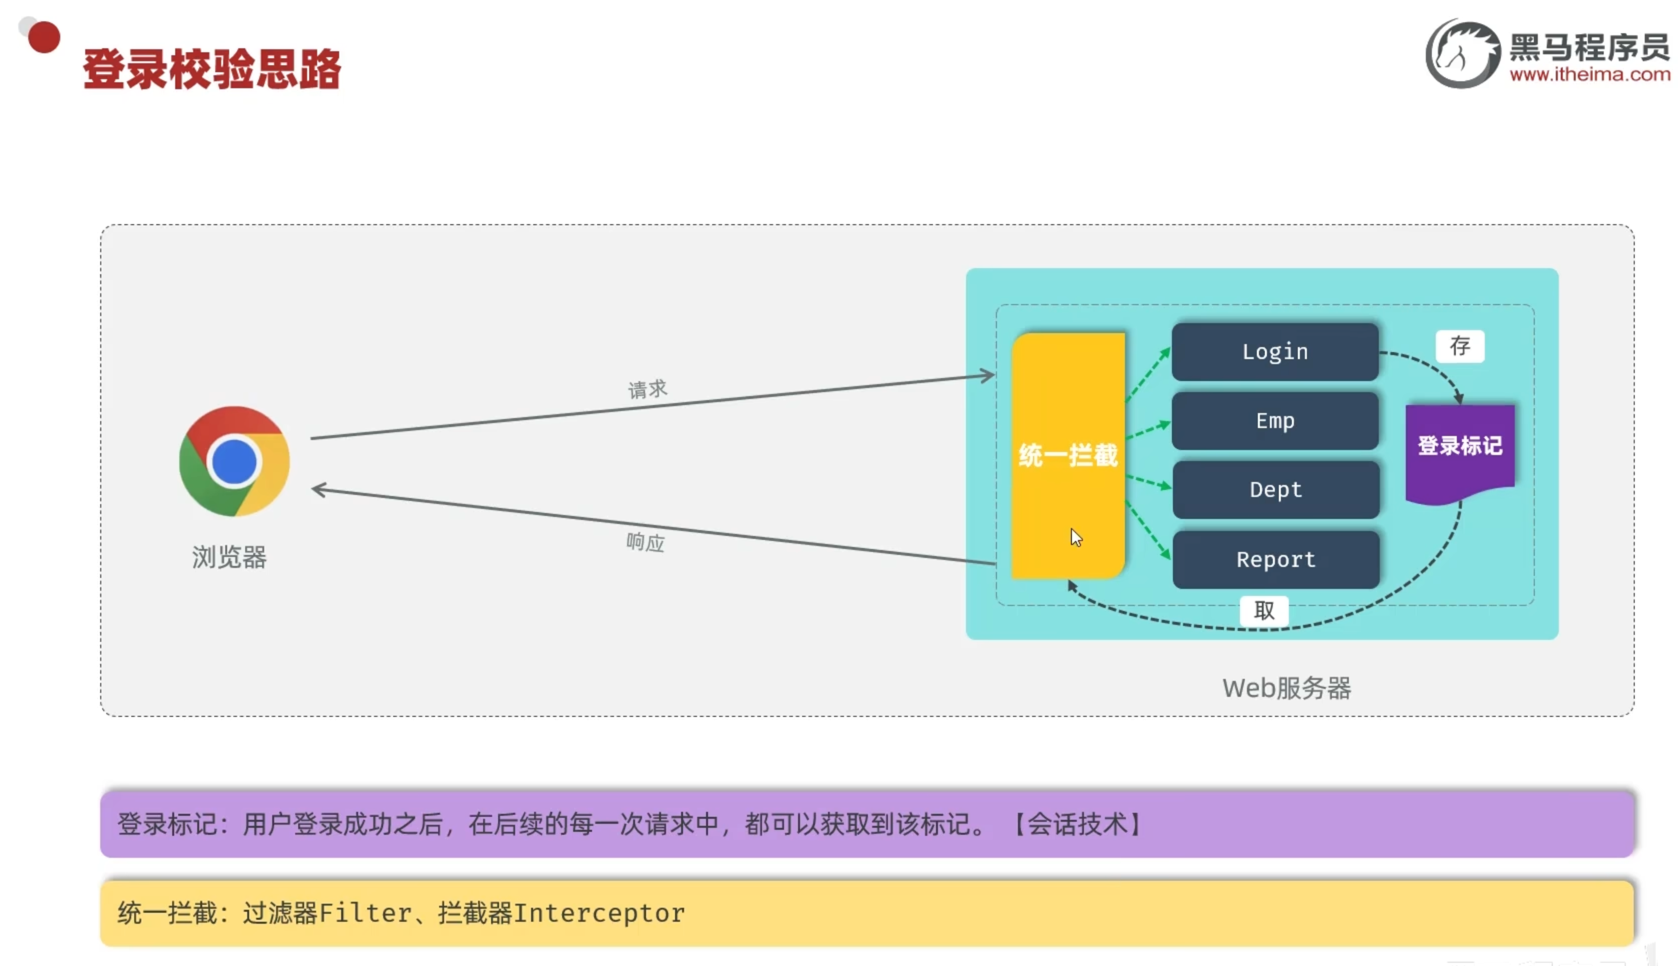 登录校验思路
黑马程序员
www.itheima.com
请求
响应
浏览器
统一拦截
Login
Emp
Dept
Report
存
登录标记
取
Web服务器
登录标记：用户登录成功之后，在后续的每一次请求中，都可以获取到该标记。【会话技术】
统一拦截：过滤器Filter、拦截器Interceptor